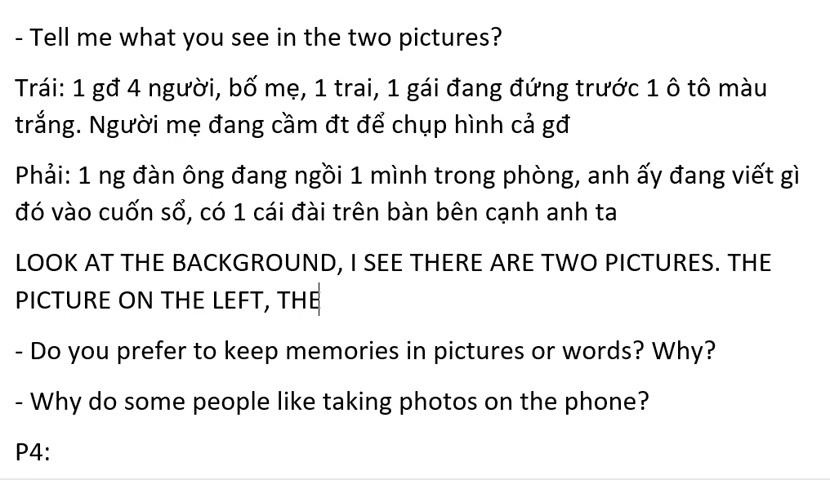 - Tell me what you see in the two pictures?
Trái: 1 gđ 4 người, bố mẹ, 1 trai, 1 gái đang đứng trước 1 ô tô màu
trắng. Người mẹ đang cầm đt để chụp hình cả gđ
Phải: 1 ng đàn ông đang ngồi 1 mình trong phòng, anh ấy đang viết gì
đó vào cuốn sổ, có 1 cái đài trên bàn bên cạnh anh ta
LOOK AT THE BACKGROUND, I SEE THERE ARE TWO PICTURES. THE
PICTURE ON THE LEFT, THE
- Do you prefer to keep memories in pictures or words? Why?
- Why do some people like taking photos on the phone?
P4: